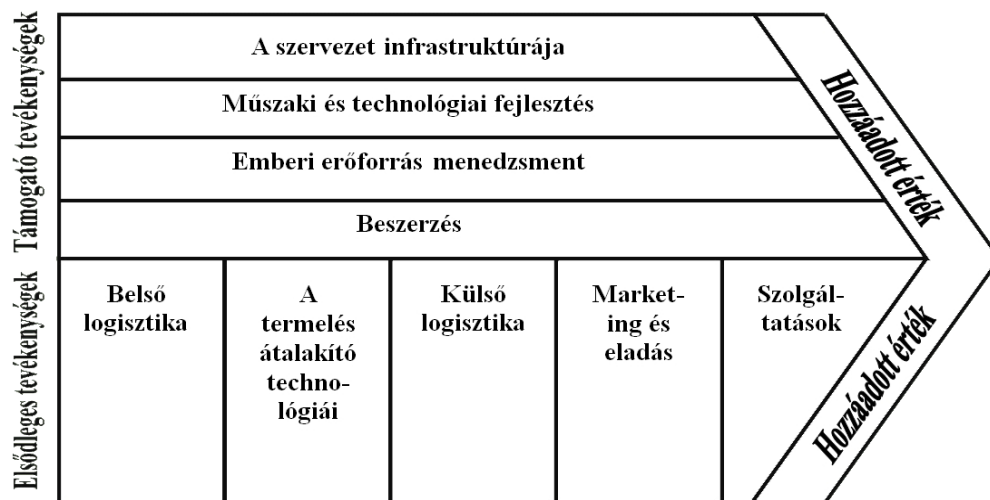 Támogató tevékenységek
A szervezet infrastruktúrája
Műszaki és technológiai fejlesztés
Emberi erőforrás menedzsment
Beszerzés
Hozzáadott érték
Elsődleges tevékenységek
Belső
logisztika
A
termelés
átalakító
techno-
lógiái
Külső
logisztika
Market-
ing és
eladás
Szolgál-
tatások
Hozzáadott érték